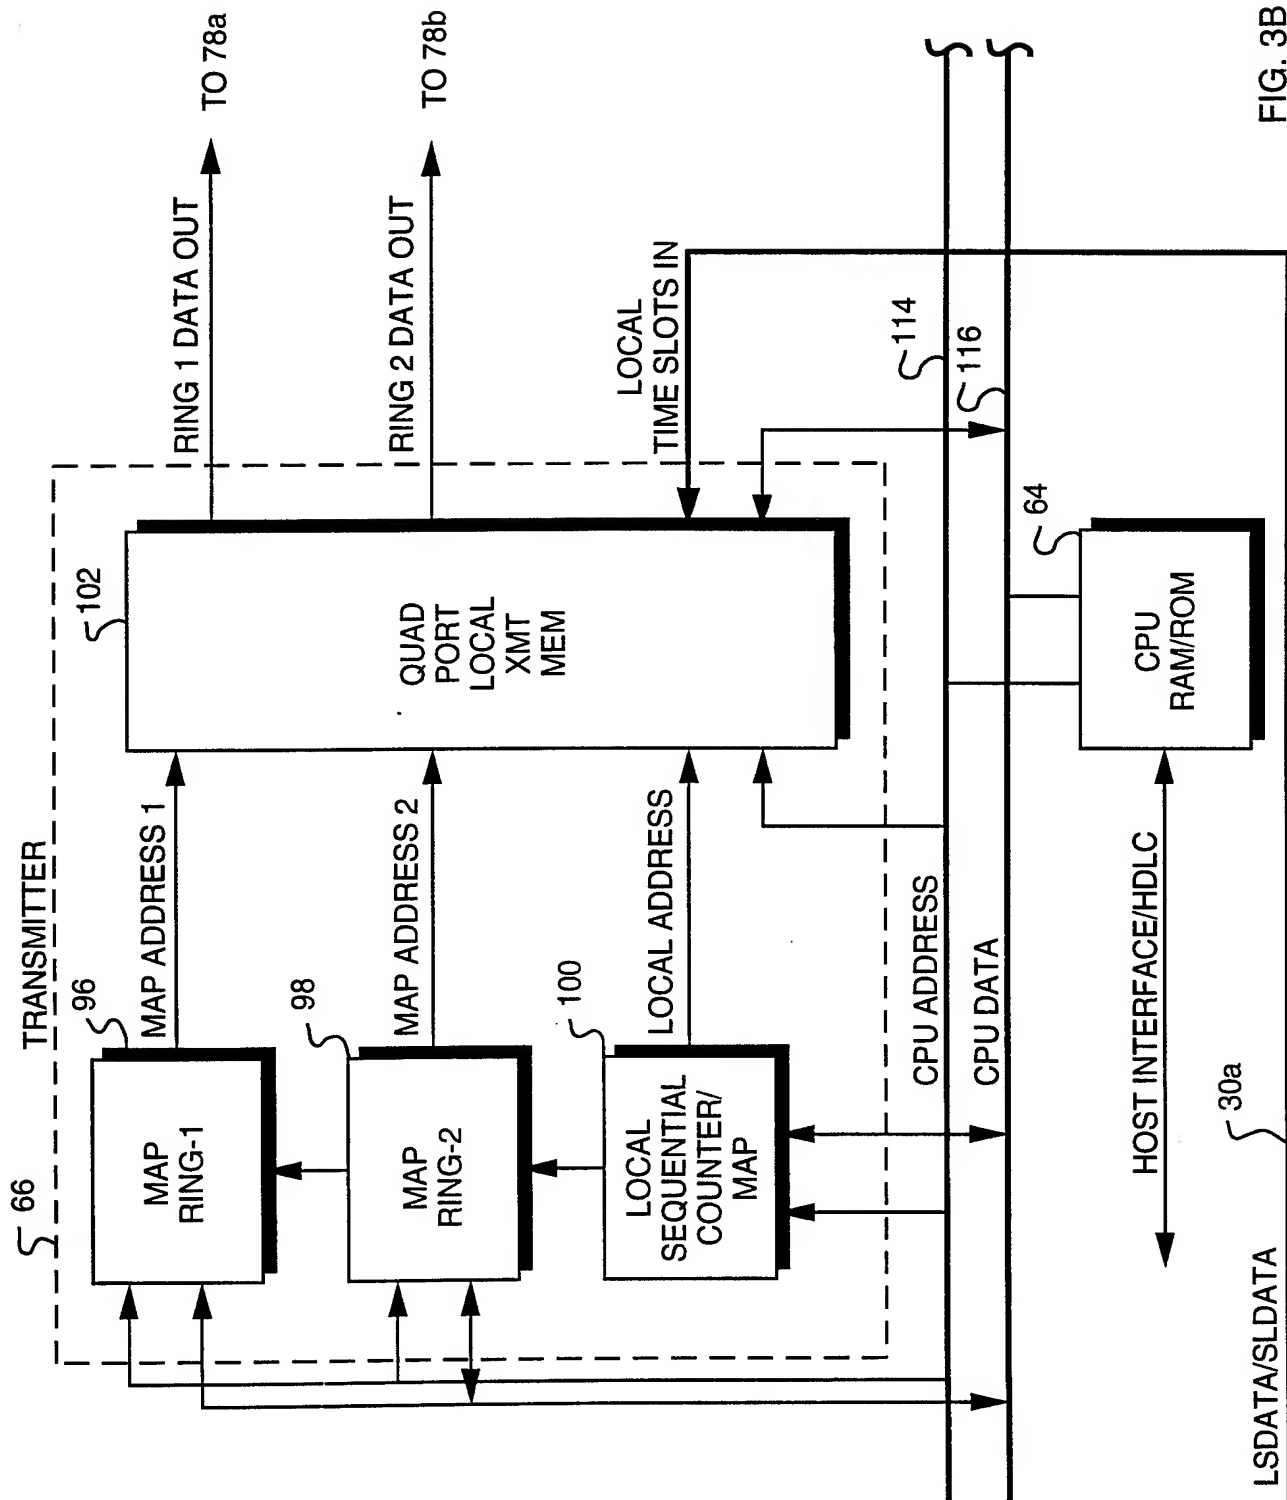 66
TRANSMITTER
96
MAP
RING-1
MAP ADDRESS 1
98
MAP
RING-2
MAP ADDRESS 2
100
LOCAL
SEQUENTIAL
COUNTER/
MAP
LOCAL ADDRESS
102
QUAD
PORT
LOCAL
XMT
MEM
RING 1 DATA OUT
TO 78a
RING 2 DATA OUT
TO 78b
LOCAL
TIME SLOTS IN
114
116
CPU ADDRESS
CPU DATA
64
CPU
RAM/ROM
HOST INTERFACE/HDLC
30a
LSDATA/SLDATA
FIG. 3B